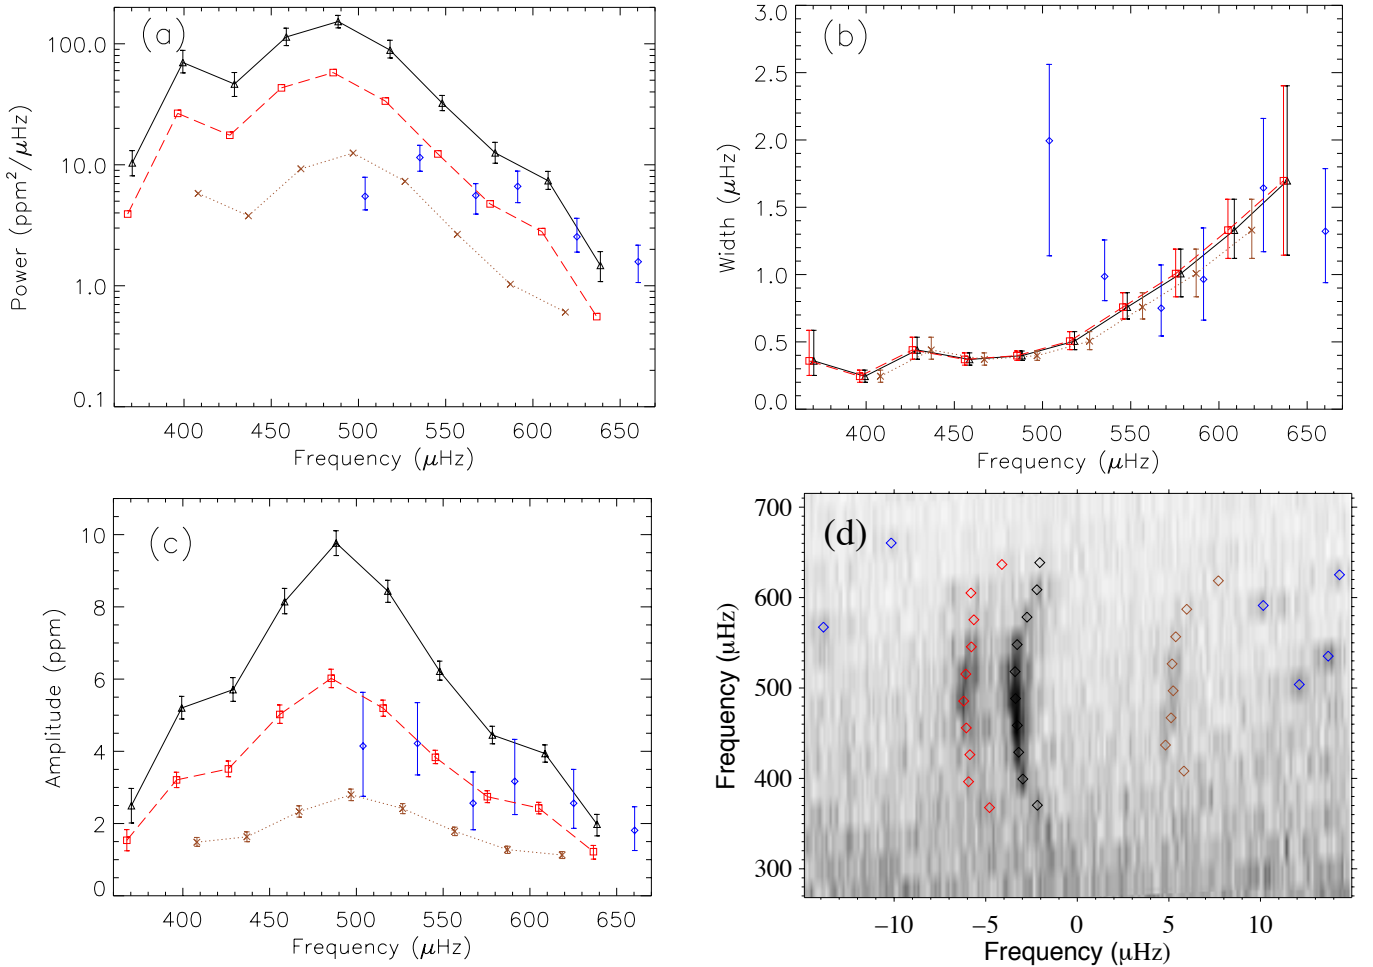 (a)
100.0
10.0
1.0
0.1
Power (ppm²/μHz)
400 450 500 550 600 650
Frequency (μHz)
(b)
3.0
2.5
2.0
1.5
1.0
0.5
0.0
Width (μHz)
400 450 500 550 600 650
Frequency (μHz)
(c)
10
8
6
4
2
0
Amplitude (ppm)
400 450 500 550 600 650
Frequency (μHz)
(d)
700
600
500
400
300
Frequency (μHz)
−10 −5 0 5 10
Frequency (μHz)